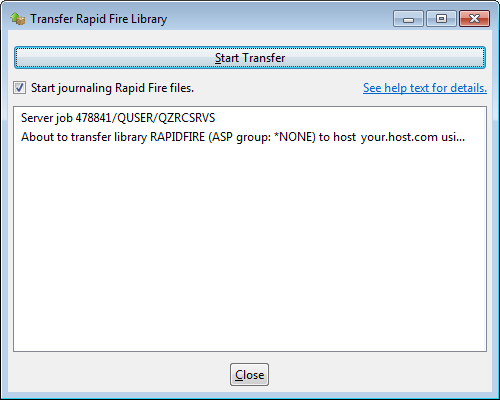 Transfer Rapid Fire Library
Start Transfer
Start journaling Rapid Fire files. See help text for details.
Server job 478841/QUSER/QZRCSRVS
About to transfer library RAPIDFIRE (ASP group: *NONE) to host your.host.com usi...
Close